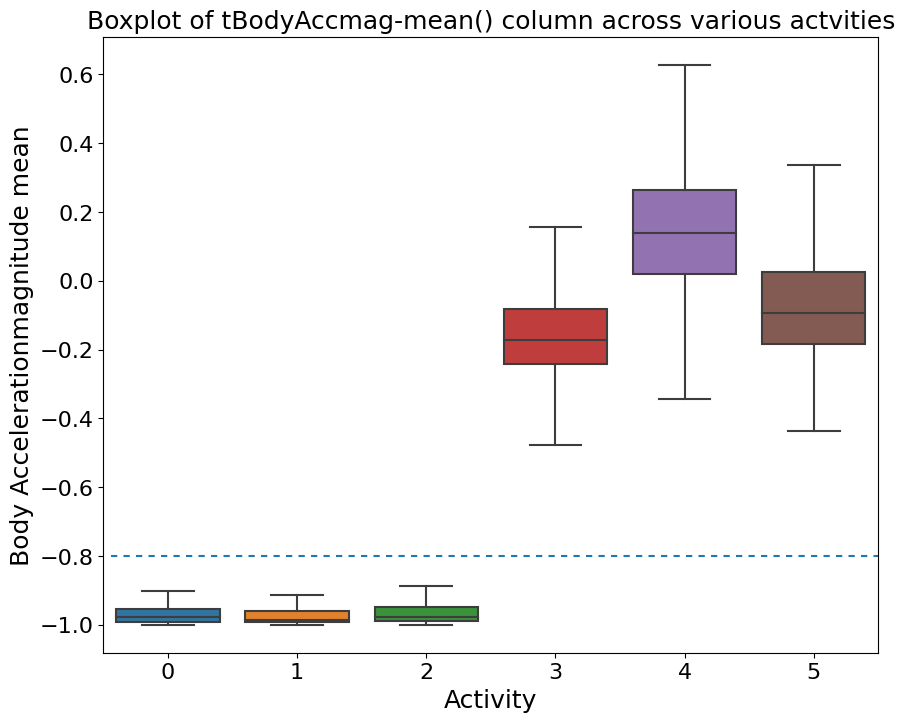 Boxplot of tBodyAccmag-mean() column across various actvities
Body Accelerationmagnitude mean
0.6
0.4
0.2
0.0
−0.2
−0.4
−0.6
−0.8
−1.0
0 1 2 3 4 5
Activity